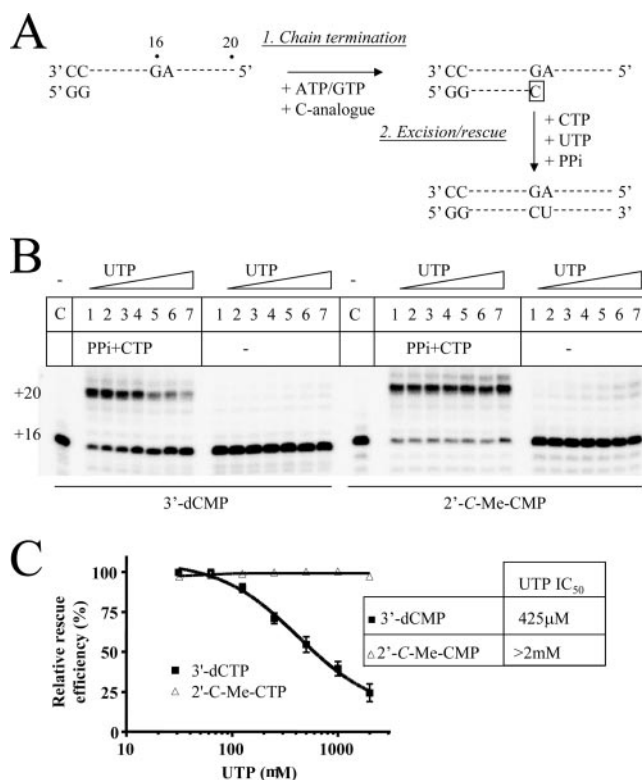 A
16 20
1. Chain termination
3' CC-------GA-------5'
5' GG
+ ATP/GTP
+ C-analogue
3' CC-------GA-------5'
5' GG-------C
2. Excision/rescue
+ CTP
+ UTP
+ PPi
3' CC-------GA-------5'
5' GG-------CU-------3'
B
- UTP - UTP
C 1 2 3 4 5 6 7 1 2 3 4 5 6 7 C 1 2 3 4 5 6 7 1 2 3 4 5 6 7
PPi+CTP - PPi+CTP -
+20
+16
3'-dCMP 2'-C-Me-CMP
C
Relative rescue
efficiency (%)
100
75
50
25
0
10 100 1000
UTP (mM)
3'-dCTP
2'-C-Me-CTP
UTP IC50
3'-dCMP 425µM
2'-C-Me-CMP >2mM